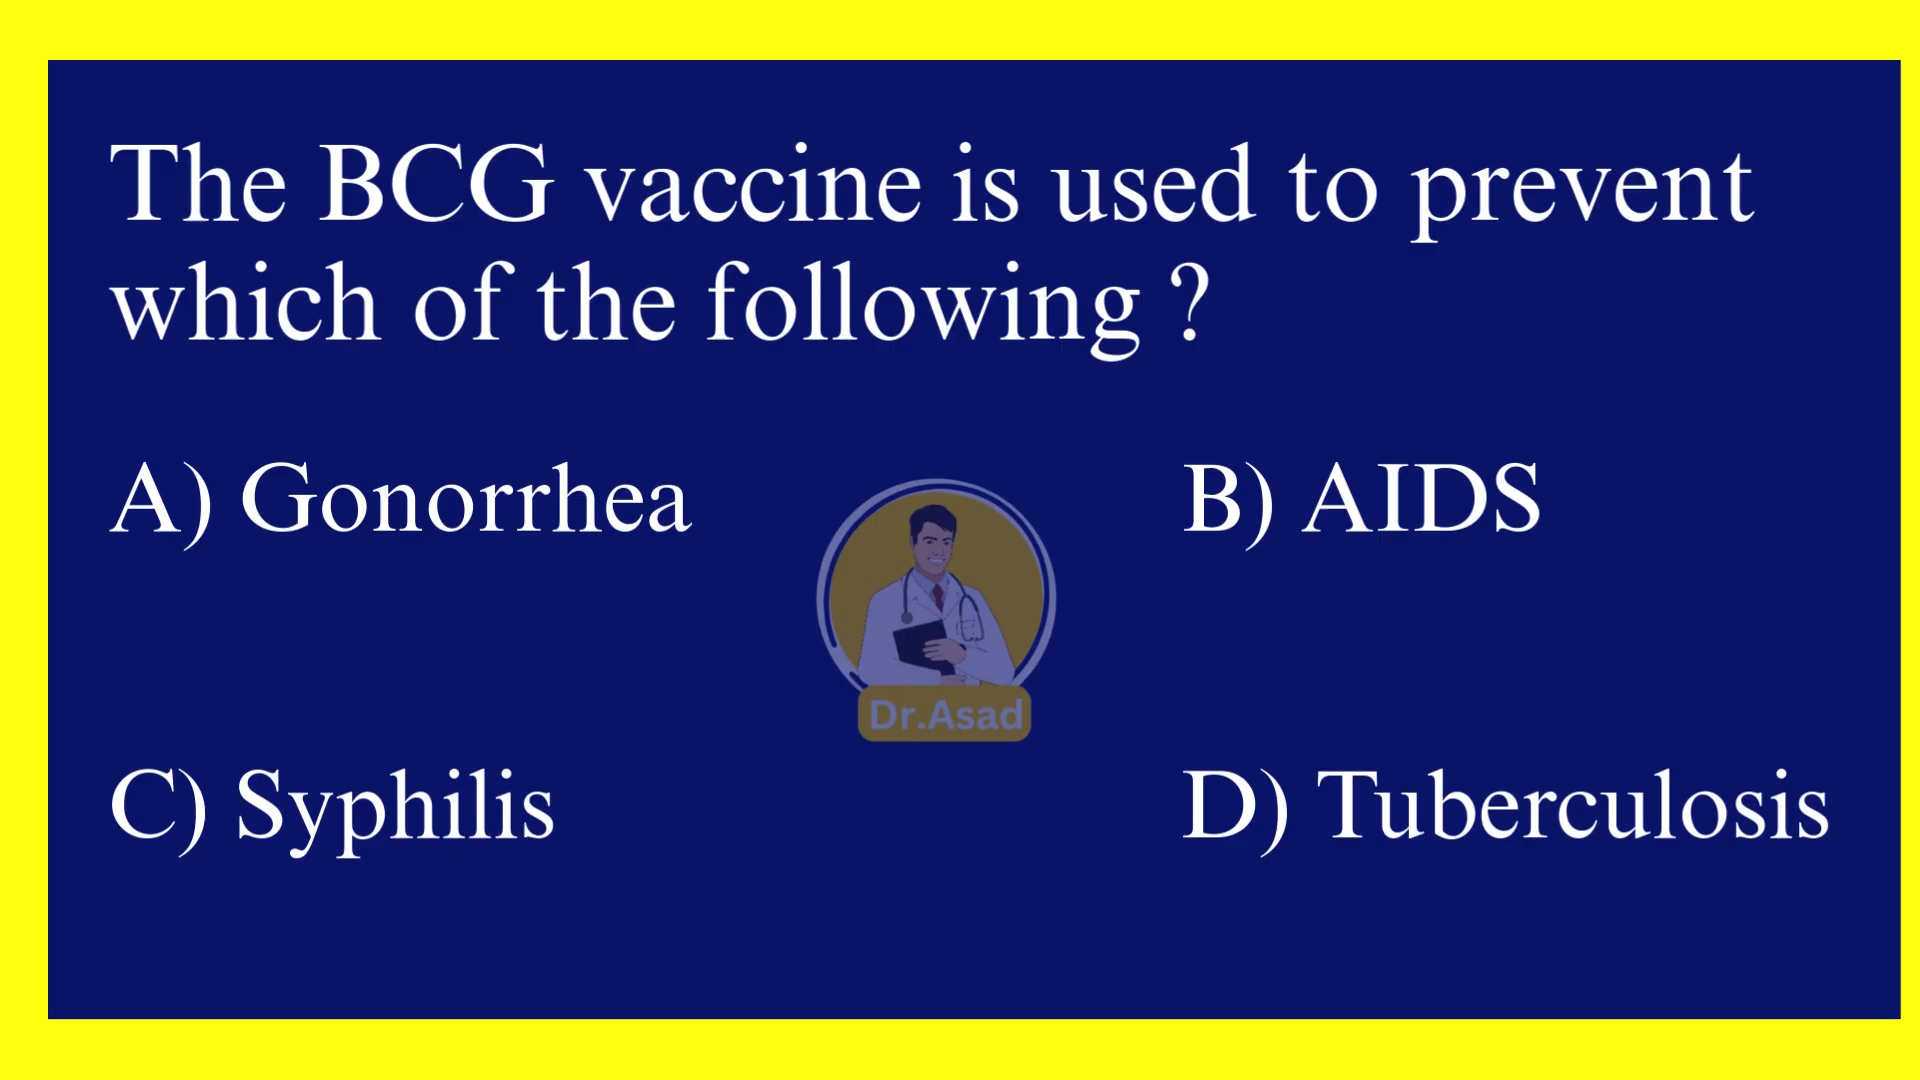 The BCG vaccine is used to prevent
which of the following ?
A) Gonorrhea
B) AIDS
Dr.Asad
C) Syphilis
D) Tuberculosis